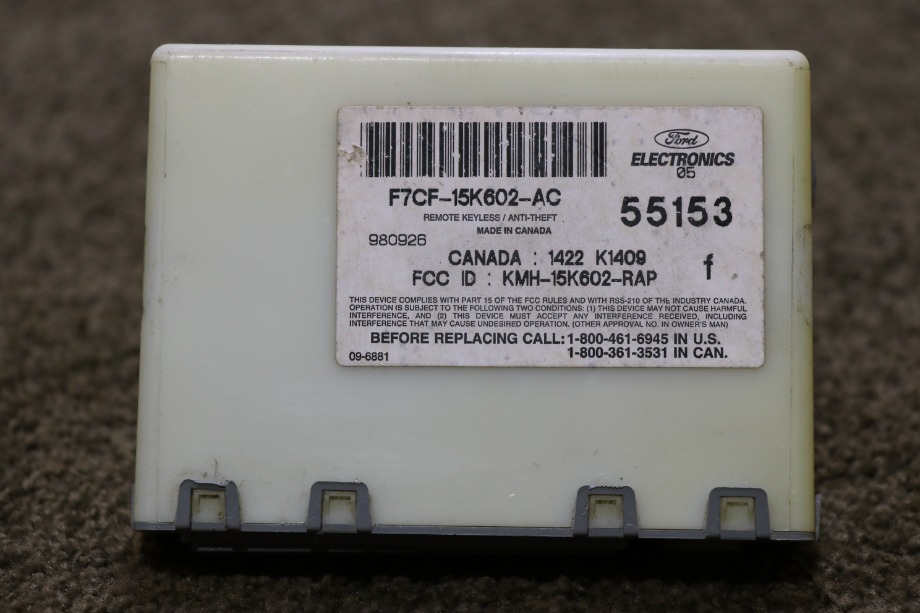 Ford
ELECTRONICS
05
F7CF-15K602-AC
55153
REMOTE KEYLESS / ANTI-THEFT
MADE IN CANADA
980926
CANADA : 1422 K1409
f
FCC ID : KMH-15K602-RAP
THIS DEVICE COMPLIES WITH PART 15 OF THE FCC RULES AND WITH RSS-210 OF THE INDUSTRY CANADA.
OPERATION IS SUBJECT TO THE FOLLOWING TWO CONDITIONS: (1) THIS DEVICE MAY NOT CAUSE HARMFUL
INTERFERENCE, AND (2) THIS DEVICE MUST ACCEPT ANY INTERFERENCE RECEIVED, INCLUDING
INTERFERENCE THAT MAY CAUSE UNDESIRED OPERATION. (OTHER APPROVAL NO. IN OWNER'S MAN)
BEFORE REPLACING CALL: 1-800-461-6945 IN U.S.
1-800-361-3531 IN CAN.
09-6881